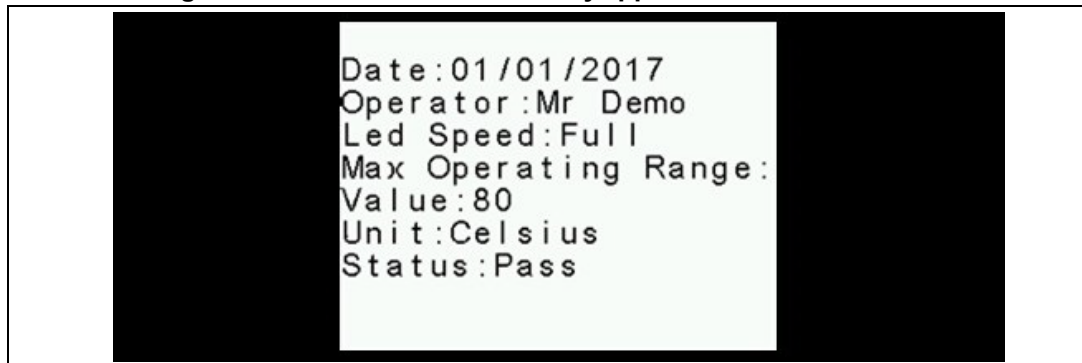 Date:01/01/2017
Operator:Mr Demo
Led Speed:Full
Max Operating Range:
Value:80
Unit:Celsius
Status:Pass